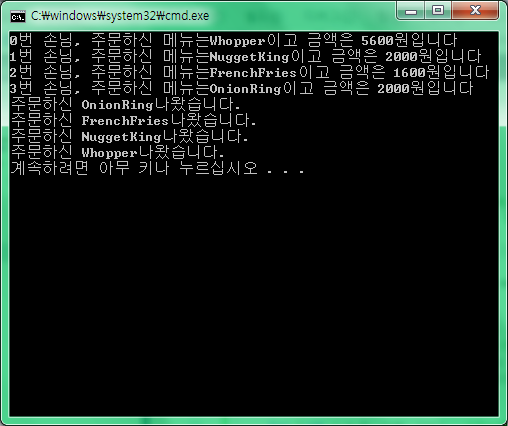 C:\windows\system32\cmd.exe
0번 손님, 주문하신 메뉴는Whopper이고 금액은 5600원입니다
1번 손님, 주문하신 메뉴는NuggetKing이고 금액은 2000원입니다
2번 손님, 주문하신 메뉴는FrenchFries이고 금액은 1600원입니다
3번 손님, 주문하신 메뉴는OnionRing이고 금액은 2000원입니다
주문하신 OnionRing나왔습니다.
주문하신 FrenchFries나왔습니다.
주문하신 NuggetKing나왔습니다.
주문하신 Whopper나왔습니다.
계속하려면 아무 키나 누르십시오 . . .